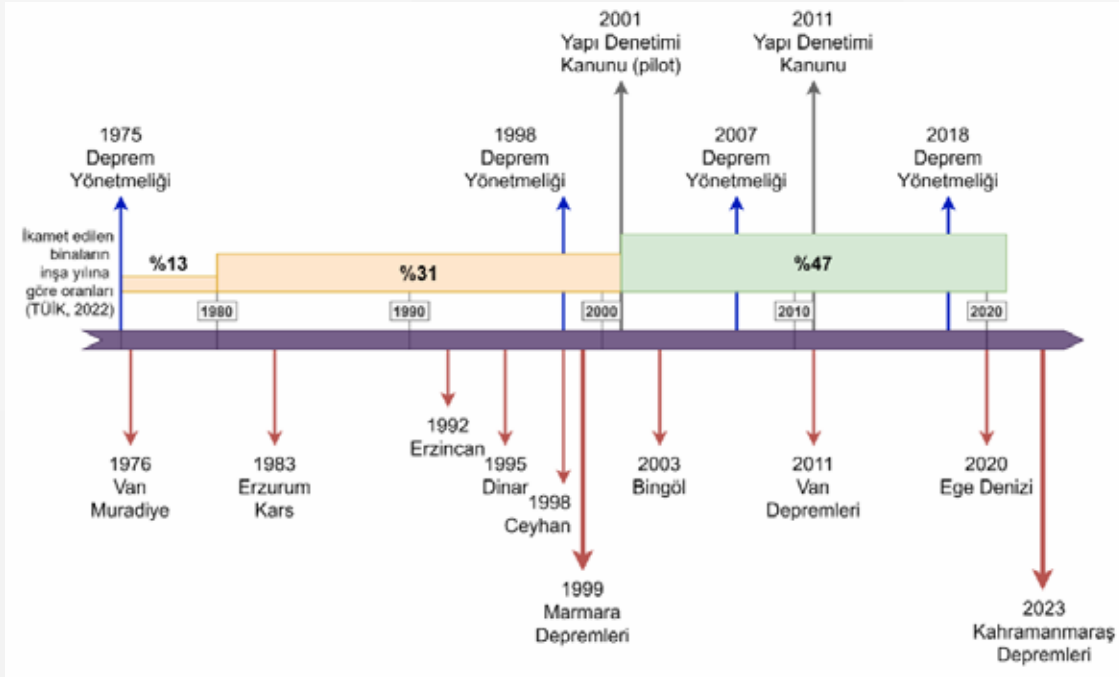 2001
Yapı Denetimi
Kanunu (pilot)
2011
Yapı Denetimi
Kanunu
1975
Deprem
Yönetmeliği
1998
Deprem
Yönetmeliği
2007
Deprem
Yönetmeliği
2018
Deprem
Yönetmeliği
İkamet edilen
binaların
inşa yılına
göre oranları
(TÜİK, 2022)
%13
%31
%47
1980
1990
2000
2010
2020
1976
Van
Muradiye
1983
Erzurum
Kars
1992
Erzincan
1995
Dinar
1998
Ceyhan
1999
Marmara
Depremleri
2003
Bingöl
2011
Van
Depremleri
2020
Ege Denizi
2023
Kahramanmaraş
Depremleri